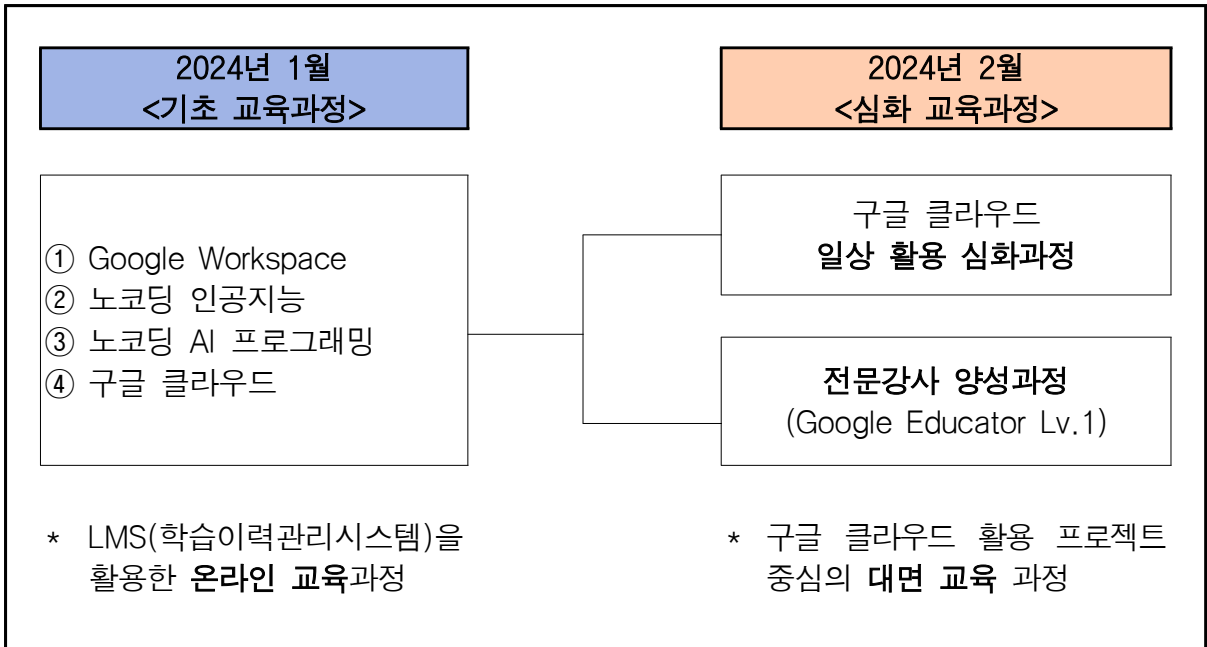 2024년 1월
<기초 교육과정>
① Google Workspace
② 노코딩 인공지능
③ 노코딩 AI 프로그래밍
④ 구글 클라우드
* LMS(학습이력관리시스템)을
활용한 온라인 교육과정
2024년 2월
<심화 교육과정>
구글 클라우드
일상 활용 심화과정
전문강사 양성과정
(Google Educator Lv.1)
* 구글 클라우드 활용 프로젝트
중심의 대면 교육 과정